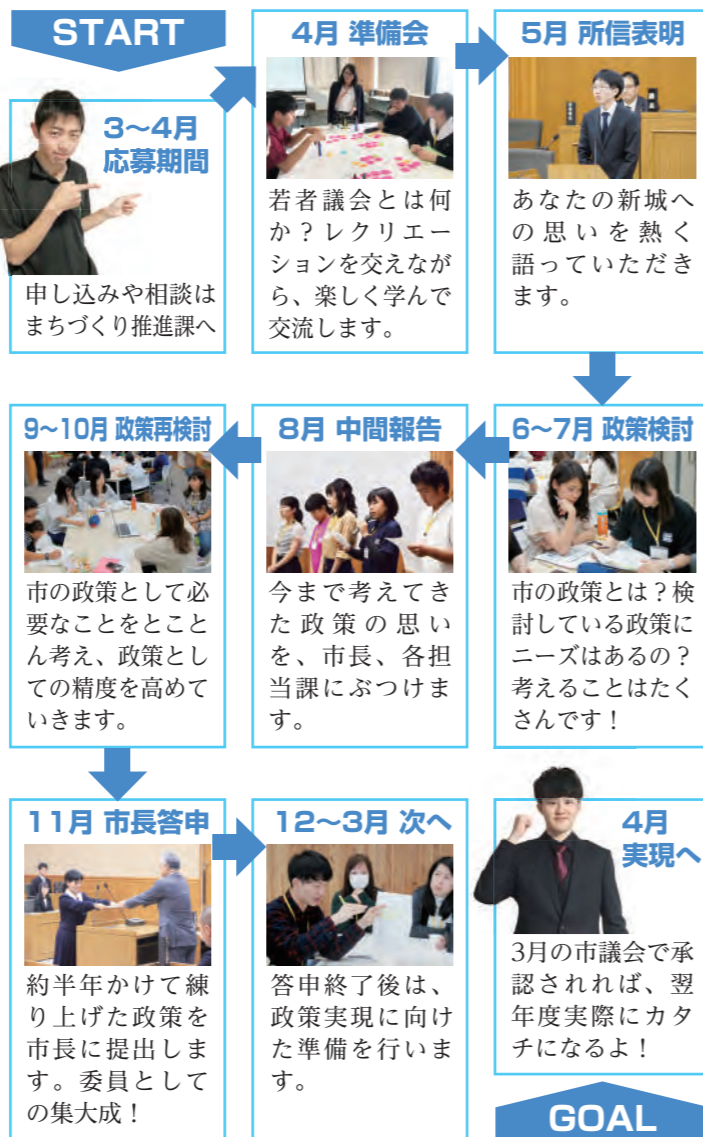 START
3〜4月
応募期間
申し込みや相談は
まちづくり推進課へ
4月 準備会
若者議会とは何
か？レクリエー
ションを交えなが
ら、楽しく学んで
交流します。
5月 所信表明
あなたの新城へ
の思いを熱く
語っていただき
ます。
6〜7月 政策検討
市の政策とは？検
討している政策に
ニーズはあるの？
考えることはたく
さんです！
8月 中間報告
今まで考えてき
た政策の思い
を、市長、各担
当課にぶつけま
す。
9〜10月 政策再検討
市の政策として必
要なことをとこと
ん考え、政策とし
ての精度を高めて
いきます。
11月 市長答申
約半年かけて練
り上げた政策を
市長に提出しま
す。委員として
の集大成！
12〜3月 次へ
答申終了後は、
政策実現に向け
た準備を行いま
す。
4月
実現へ
3月の市議会で承
認されれば、翌
年度実際にカタ
チになるよ！
GOAL